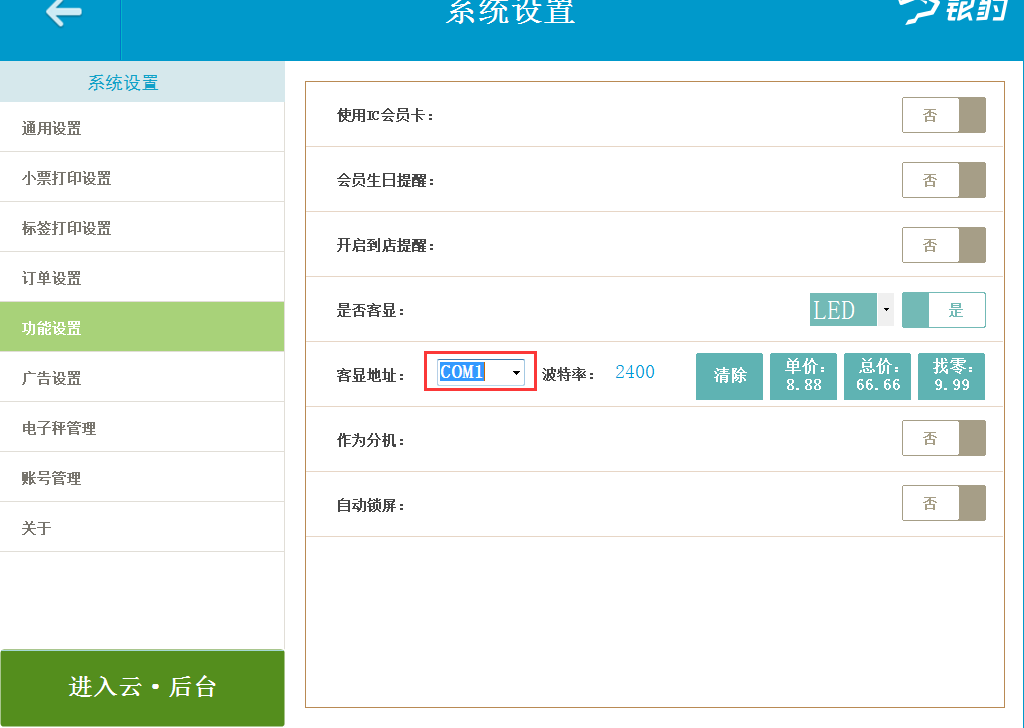 系统设置
银豹
系统设置
通用设置
小票打印设置
标签打印设置
订单设置
功能设置
广告设置
电子秤管理
账号管理
关于
进入云·后台
使用IC会员卡： 否
会员生日提醒： 否
开启到店提醒： 否
是否客显： LED 是
客显地址： COM1 波特率： 2400 清除 单价: 8.88 总价: 66.66 找零: 9.99
作为分机： 否
自动锁屏： 否